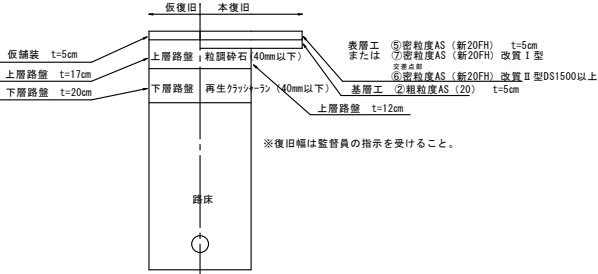 仮復旧 本復旧
仮舗装 t=5cm
上層路盤 t=17cm
下層路盤 t=20cm
上層路盤 粒調砕石(40mm以下)
下層路盤 再生クラッシャーラン (40mm以下)
表層工 ⑤密粒度AS (新20FH) t=5cm
または ⑦密粒度AS (新20FH) 改質Ⅰ型
交差点部
⑥密粒度AS (新20FH) 改質Ⅱ型DS1500以上
基層工 ②粗粒度AS (20) t=5cm
上層路盤 t=12cm
※復旧幅は監督員の指示を受けること。
路床